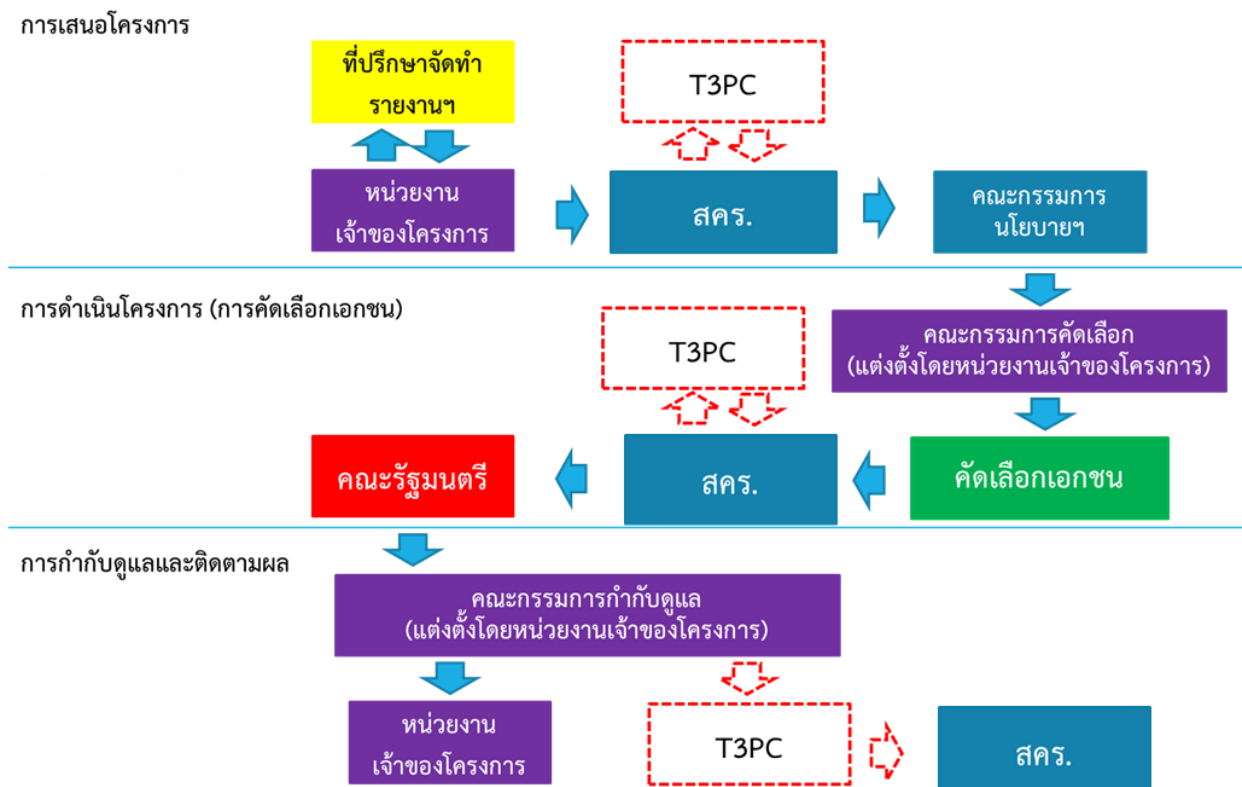 การเสนอโครงการ
ที่ปรึกษาจัดทำ
รายงานฯ
T3PC
หน่วยงาน
เจ้าของโครงการ
สคร.
คณะกรรมการ
นโยบายฯ
การดำเนินโครงการ (การคัดเลือกเอกชน)
T3PC
คณะกรรมการคัดเลือก
(แต่งตั้งโดยหน่วยงานเจ้าของโครงการ)
คณะรัฐมนตรี
สคร.
คัดเลือกเอกชน
การกำกับดูแลและติดตามผล
คณะกรรมการกำกับดูแล
(แต่งตั้งโดยหน่วยงานเจ้าของโครงการ)
หน่วยงาน
เจ้าของโครงการ
T3PC
สคร.